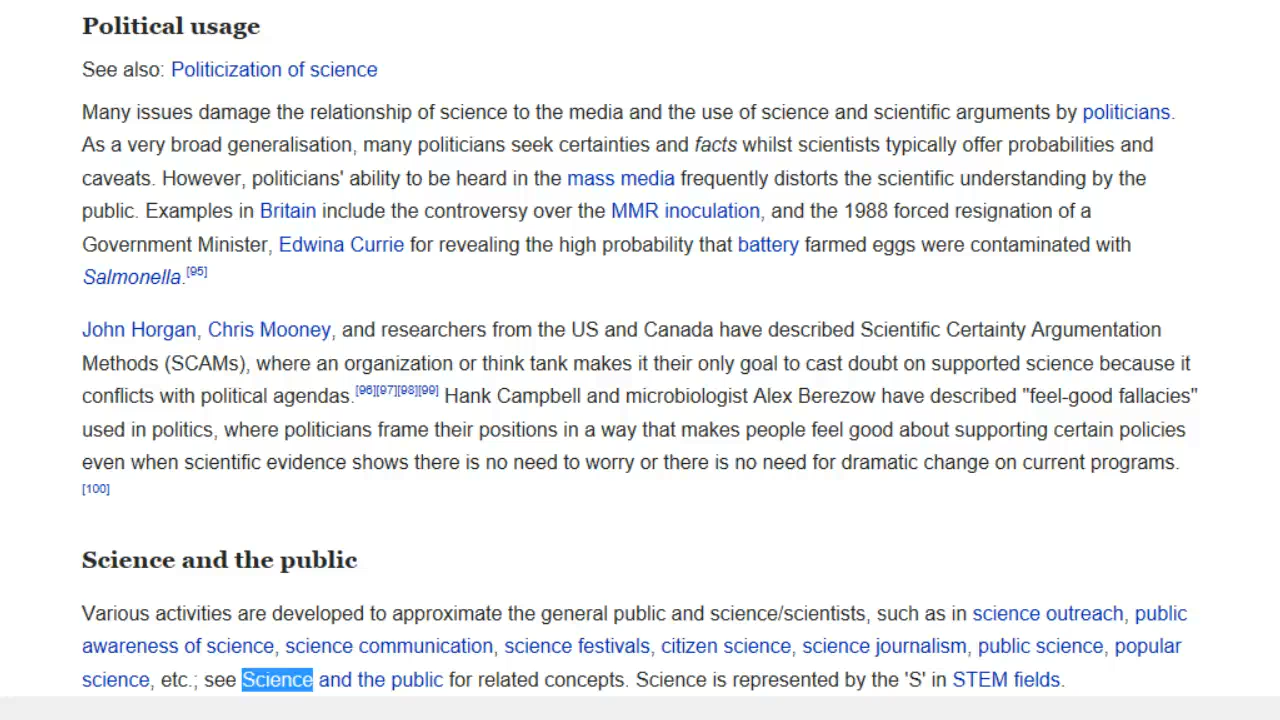 Political usage
See also: Politicization of science
Many issues damage the relationship of science to the media and the use of science and scientific arguments by politicians.
As a very broad generalisation, many politicians seek certainties and facts whilst scientists typically offer probabilities and
caveats. However, politicians' ability to be heard in the mass media frequently distorts the scientific understanding by the
public. Examples in Britain include the controversy over the MMR inoculation, and the 1988 forced resignation of a
Government Minister, Edwina Currie for revealing the high probability that battery farmed eggs were contaminated with
Salmonella.[95]
John Horgan, Chris Mooney, and researchers from the US and Canada have described Scientific Certainty Argumentation
Methods (SCAMs), where an organization or think tank makes it their only goal to cast doubt on supported science because it
conflicts with political agendas.[96][97][98][99] Hank Campbell and microbiologist Alex Berezow have described "feel-good fallacies"
used in politics, where politicians frame their positions in a way that makes people feel good about supporting certain policies
even when scientific evidence shows there is no need to worry or there is no need for dramatic change on current programs.
[100]
Science and the public
Various activities are developed to approximate the general public and science/scientists, such as in science outreach, public
awareness of science, science communication, science festivals, citizen science, science journalism, public science, popular
science, etc.; see Science and the public for related concepts. Science is represented by the 'S' in STEM fields.